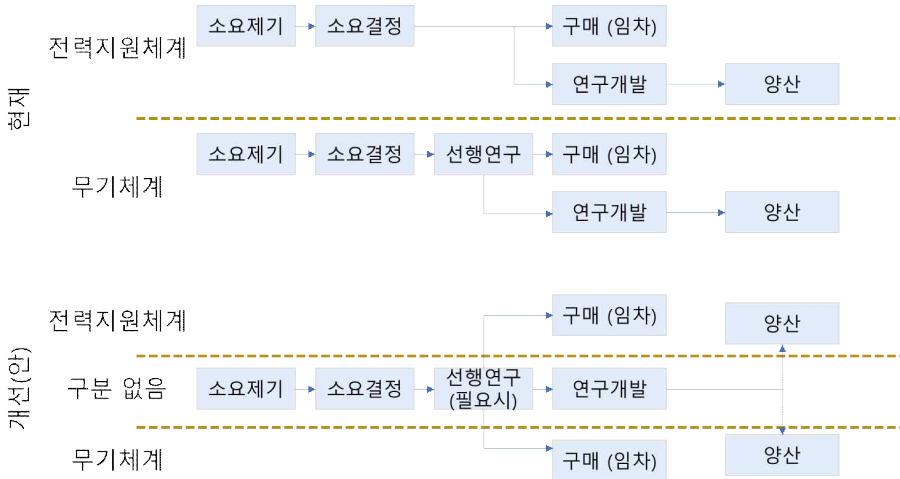 현재
전력지원체계
소요제기
소요결정
구매 (임차)
연구개발
양산
무기체계
소요제기
소요결정
선행연구
구매 (임차)
연구개발
양산
개선(안)
전력지원체계
구매 (임차)
양산
구분 없음
소요제기
소요결정
선행연구
(필요시)
연구개발
무기체계
구매 (임차)
양산